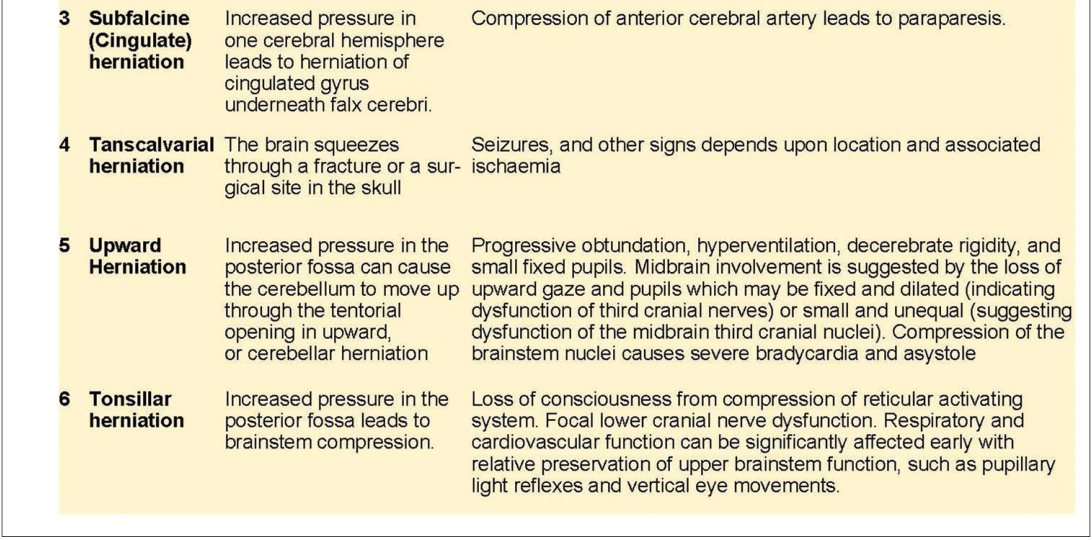 3 Subfalcine Increased pressure in Compression of anterior cerebral artery leads to paraparesis.
(Cingulate) one cerebral hemisphere
herniation leads to herniation of
cingulated gyrus
underneath falx cerebri.
4 Tanscalvarial The brain squeezes Seizures, and other signs depends upon location and associated
herniation through a fracture or a sur- ischaemia
gical site in the skull
5 Upward Increased pressure in the Progressive obtundation, hyperventilation, decerebrate rigidity, and
Herniation posterior fossa can cause small fixed pupils. Midbrain involvement is suggested by the loss of
the cerebellum to move up upward gaze and pupils which may be fixed and dilated (indicating
through the tentorial dysfunction of third cranial nerves) or small and unequal (suggesting
opening in upward, dysfunction of the midbrain third cranial nuclei). Compression of the
or cerebellar herniation brainstem nuclei causes severe bradycardia and asystole
6 Tonsillar Increased pressure in the Loss of consciousness from compression of reticular activating
herniation posterior fossa leads to system. Focal lower cranial nerve dysfunction. Respiratory and
brainstem compression. cardiovascular function can be significantly affected early with
relative preservation of upper brainstem function, such as pupillary
light reflexes and vertical eye movements.